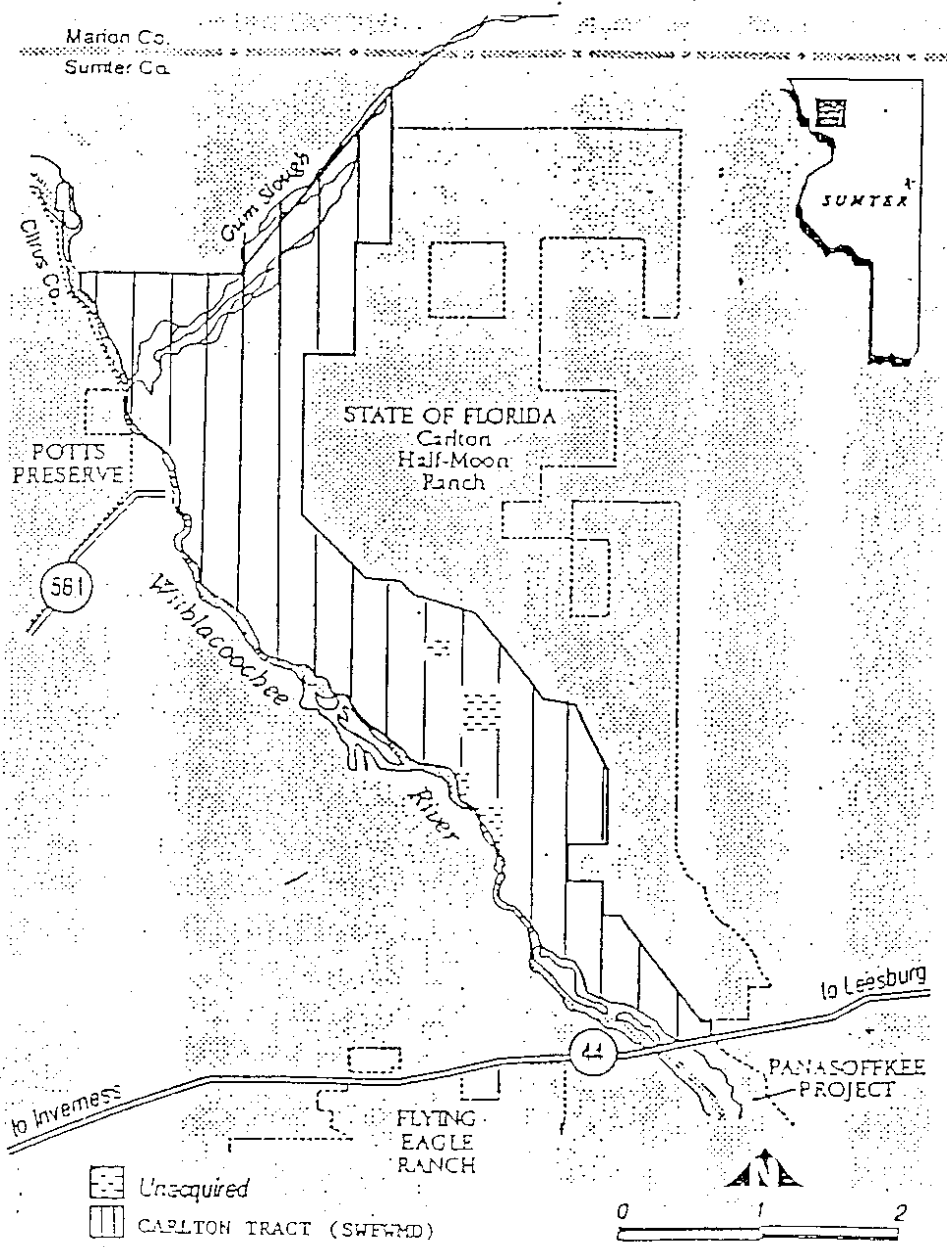 Marion Co.
Sumter Co.
Gum Slough
SUMTER
Citrus Co.
STATE OF FLORIDA
Carlton
Half-Moon
Ranch
POTTS
PRESERVE
581
Withlacoochee
River
to Leesburg
44
PANASOFFKEE
PROJECT
to Inverness
FLYING
EAGLE
RANCH
N
Unacquired
CARLTON TRACT (SWFWMD)
0 1 2